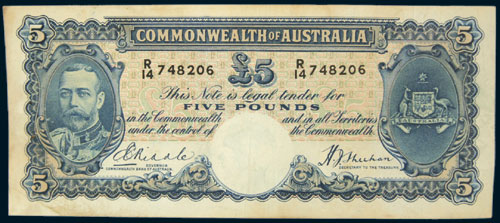 5 COMMONWEALTH OF AUSTRALIA 5
R/14 748206 £5 R/14 748206
This Note is legal tender for
FIVE POUNDS
in the Commonwealth and in all Territories
under the control of the Commonwealth.
GOVERNOR
COMMONWEALTH BANK OF AUSTRALIA
SECRETARY TO THE TREASURY
AUSTRALIA
5 5